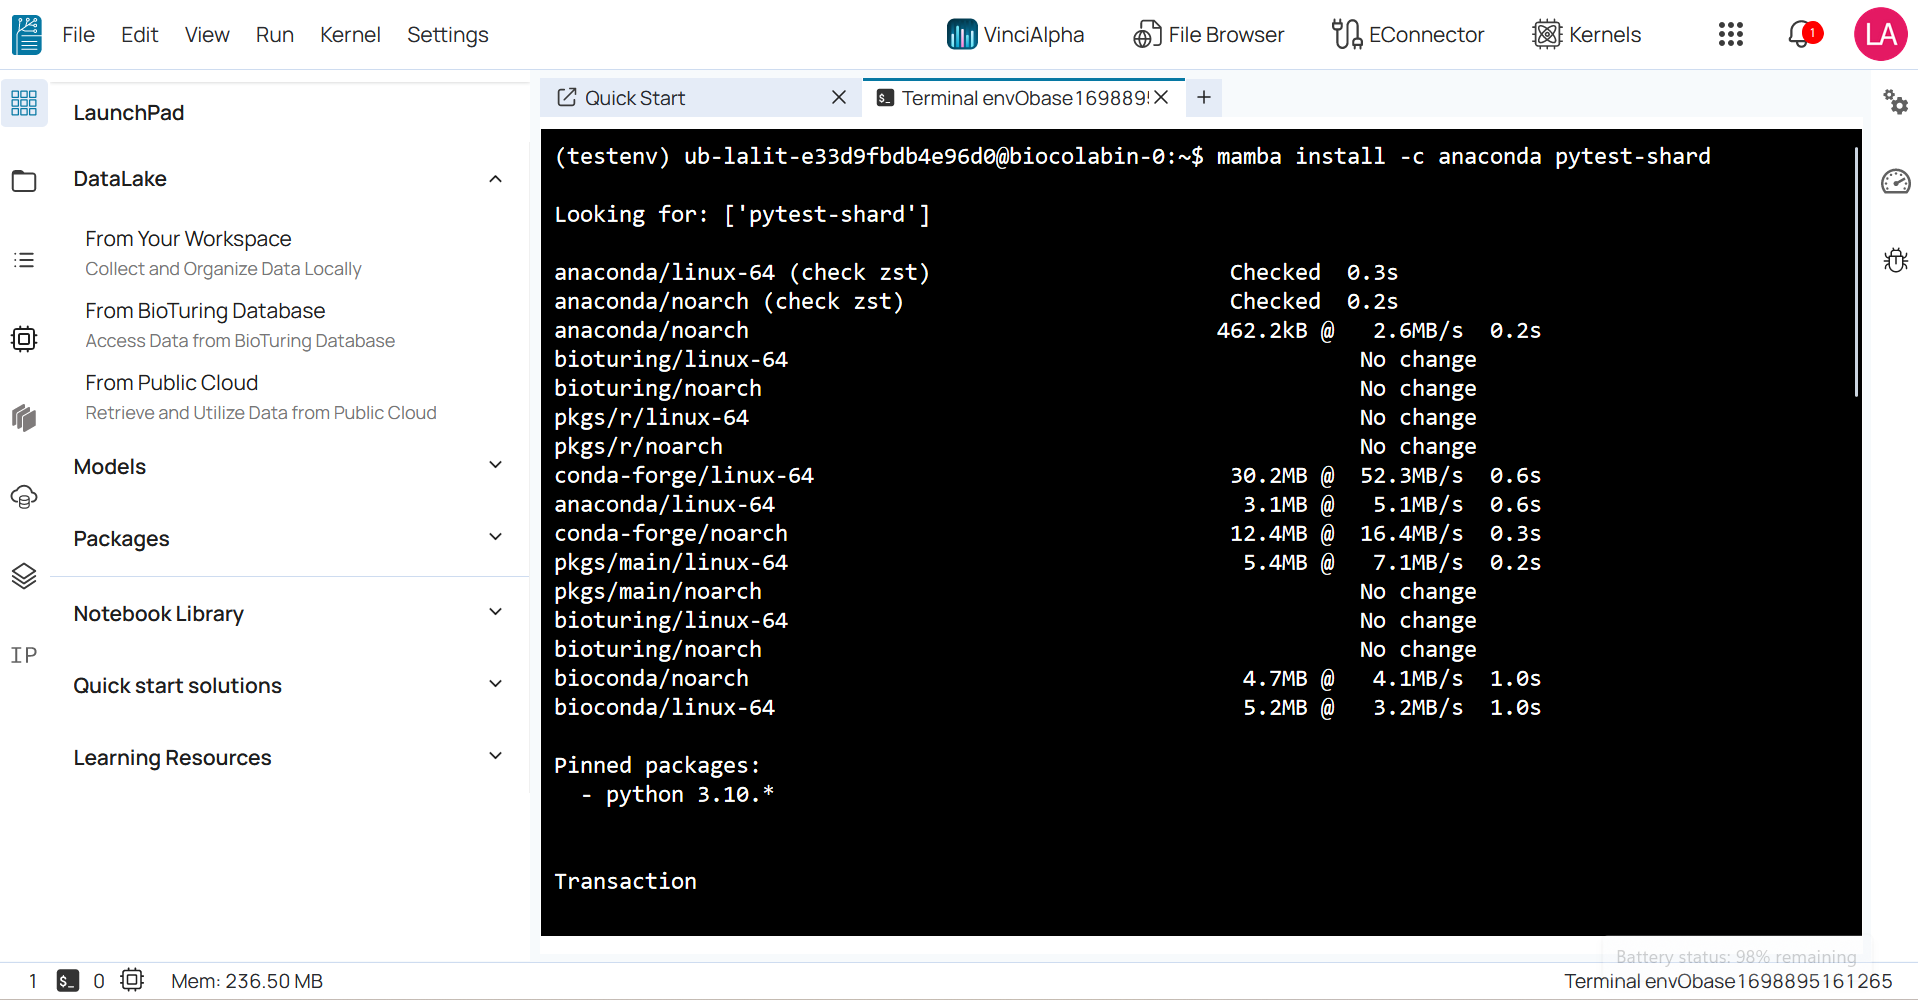 File Edit View Run Kernel Settings VinciAlpha File Browser EConnector Kernels 1 LA
LaunchPad
DataLake
From Your Workspace
Collect and Organize Data Locally
From BioTuring Database
Access Data from BioTuring Database
From Public Cloud
Retrieve and Utilize Data from Public Cloud
Models
Packages
Notebook Library
IP
Quick start solutions
Learning Resources
Quick Start
Terminal envObase169889
(testenv) ub-lalit-e33d9fbdb4e96d0@biocolabin-0:~$ mamba install -c anaconda pytest-shard
Looking for: ['pytest-shard']
anaconda/linux-64 (check zst) Checked 0.3s
anaconda/noarch (check zst) Checked 0.2s
anaconda/noarch 462.2kB @ 2.6MB/s 0.2s
bioturing/linux-64 No change
bioturing/noarch No change
pkgs/r/linux-64 No change
pkgs/r/noarch No change
conda-forge/linux-64 30.2MB @ 52.3MB/s 0.6s
anaconda/linux-64 3.1MB @ 5.1MB/s 0.6s
conda-forge/noarch 12.4MB @ 16.4MB/s 0.3s
pkgs/main/linux-64 5.4MB @ 7.1MB/s 0.2s
pkgs/main/noarch No change
bioturing/linux-64 No change
bioturing/noarch No change
bioconda/noarch 4.7MB @ 4.1MB/s 1.0s
bioconda/linux-64 5.2MB @ 3.2MB/s 1.0s
Pinned packages:
- python 3.10.*
Transaction
Battery status: 98% remaining
1 $_ 0 Mem: 236.50 MB Terminal envObase1698895161265